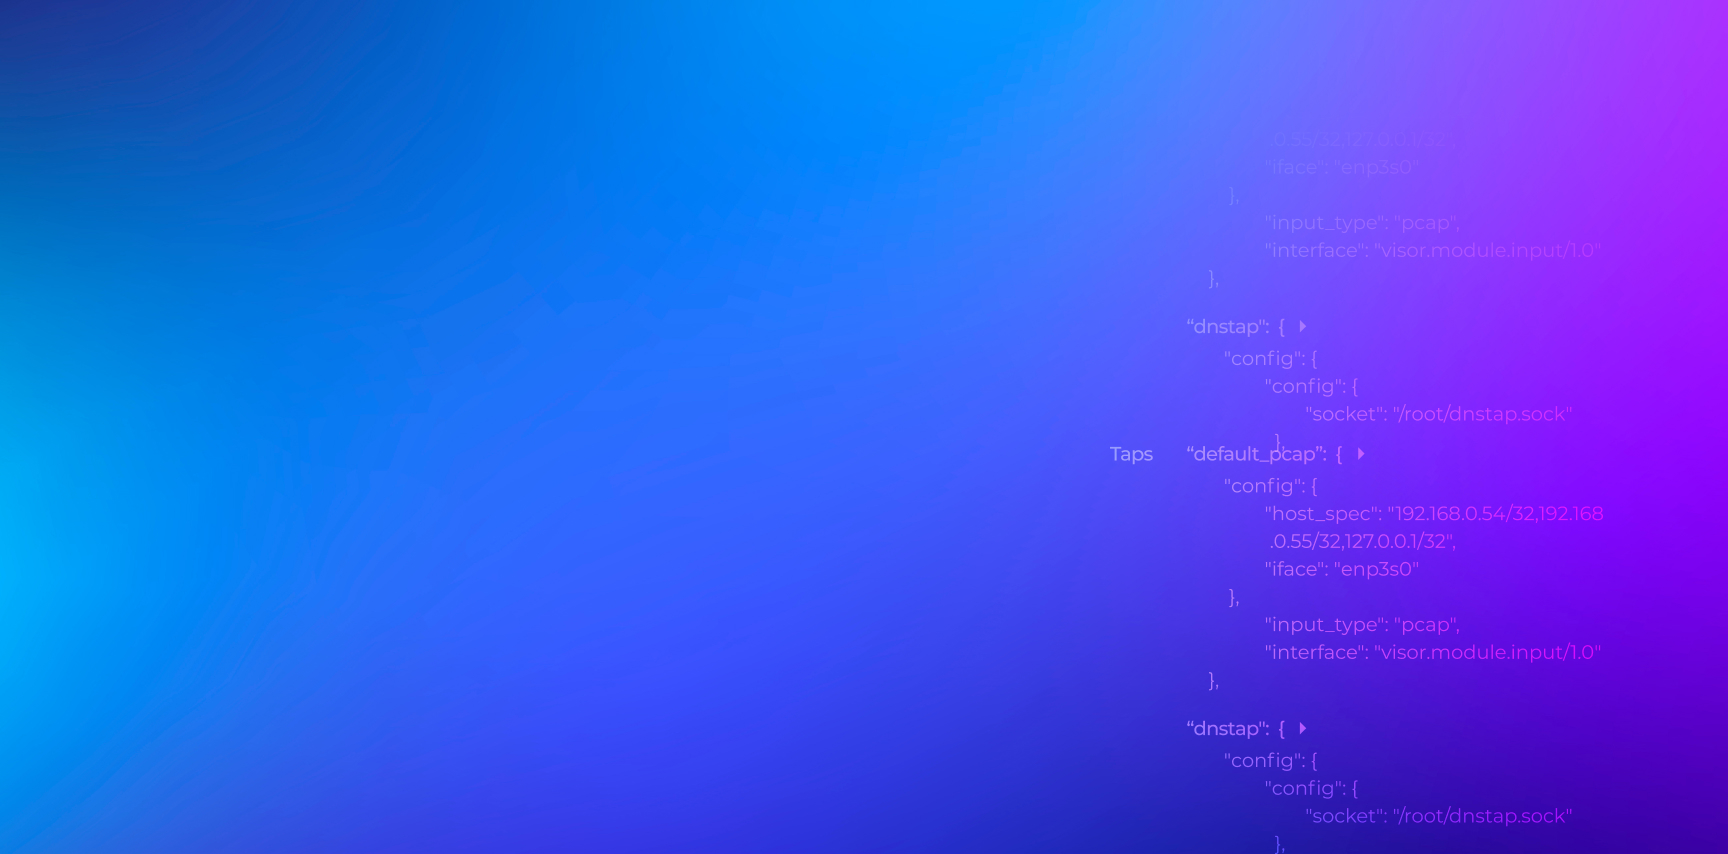 .0.55/32,127.0.0.1/32",
"iface": "enp3s0"
},
"input_type": "pcap",
"interface": "visor.module.input/1.0"
},
“dnstap": {
"config": {
"config": {
"socket": "/root/dnstap.sock"
},
Taps “default_pcap”: {
"config": {
"host_spec": "192.168.0.54/32,192.168
.0.55/32,127.0.0.1/32",
"iface": "enp3s0"
},
"input_type": "pcap",
"interface": "visor.module.input/1.0"
},
“dnstap": {
"config": {
"config": {
"socket": "/root/dnstap.sock"
},